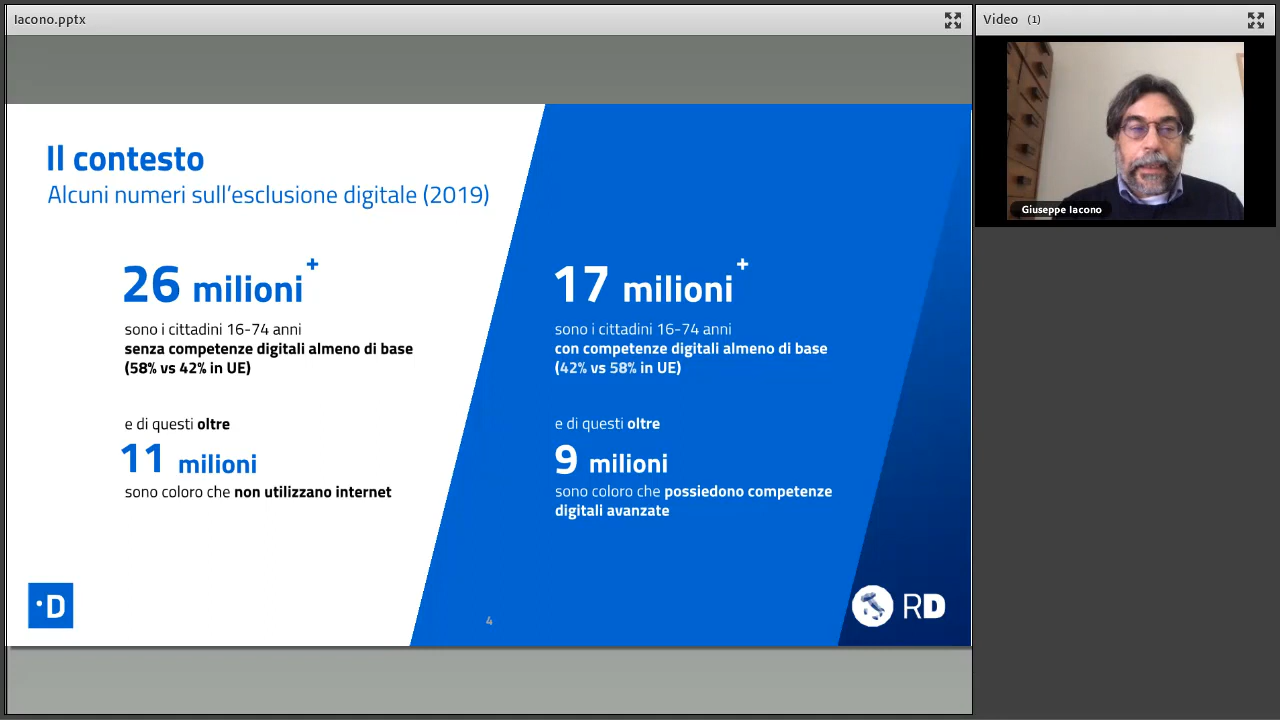 Iacono.pptx
Video (1)
Giuseppe Iacono
Il contesto
Alcuni numeri sull'esclusione digitale (2019)
26 milioni+
sono i cittadini 16-74 anni
senza competenze digitali almeno di base
(58% vs 42% in UE)
e di questi oltre
11 milioni
sono coloro che non utilizzano internet
17 milioni+
sono i cittadini 16-74 anni
con competenze digitali almeno di base
(42% vs 58% in UE)
e di questi oltre
9 milioni
sono coloro che possiedono competenze
digitali avanzate
·D
4
RD